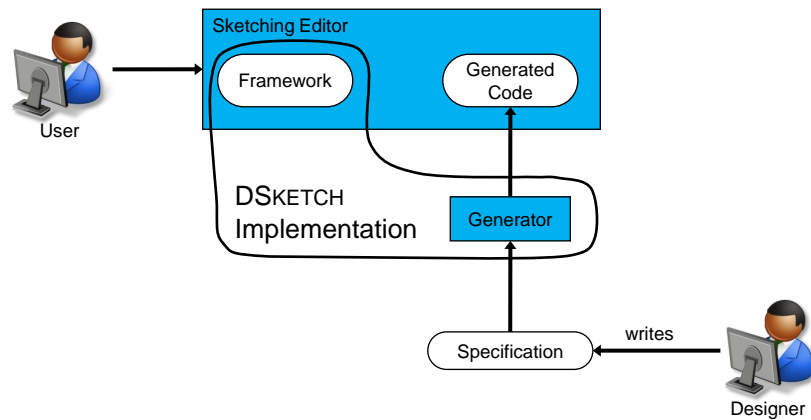 Sketching Editor
Framework
Generated
Code
User
DSKETCH
Implementation
Generator
Specification
writes
Designer